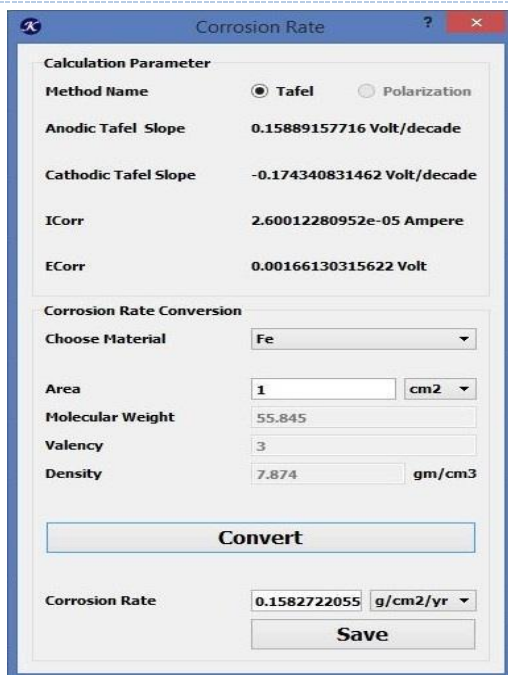 K
Corrosion Rate
?
×
Calculation Parameter
Method Name Tafel Polarization
Anodic Tafel Slope 0.15889157716 Volt/decade
Cathodic Tafel Slope -0.174340831462 Volt/decade
ICorr 2.60012280952e-05 Ampere
ECorr 0.00166130315622 Volt
Corrosion Rate Conversion
Choose Material Fe
Area 1 cm2
Molecular Weight 55.845
Valency 3
Density 7.874 gm/cm3
Convert
Corrosion Rate 0.1582722055 g/cm2/yr
Save